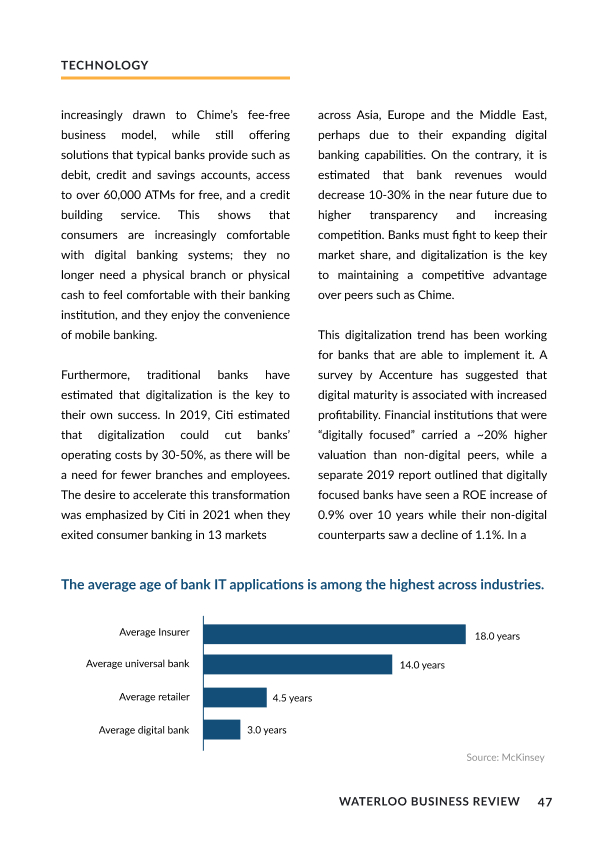 TECHNOLOGY
increasingly drawn to Chime’s fee-free
business model, while still offering
solutions that typical banks provide such as
debit, credit and savings accounts, access
to over 60,000 ATMs for free, and a credit
building service. This shows that
consumers are increasingly comfortable
with digital banking systems; they no
longer need a physical branch or physical
cash to feel comfortable with their banking
institution, and they enjoy the convenience
of mobile banking.
Furthermore, traditional banks have
estimated that digitalization is the key to
their own success. In 2019, Citi estimated
that digitalization could cut banks’
operating costs by 30-50%, as there will be
a need for fewer branches and employees.
The desire to accelerate this transformation
was emphasized by Citi in 2021 when they
exited consumer banking in 13 markets
across Asia, Europe and the Middle East,
perhaps due to their expanding digital
banking capabilities. On the contrary, it is
estimated that bank revenues would
decrease 10-30% in the near future due to
higher transparency and increasing
competition. Banks must fight to keep their
market share, and digitalization is the key
to maintaining a competitive advantage
over peers such as Chime.
This digitalization trend has been working
for banks that are able to implement it. A
survey by Accenture has suggested that
digital maturity is associated with increased
profitability. Financial institutions that were
“digitally focused” carried a ~20% higher
valuation than non-digital peers, while a
separate 2019 report outlined that digitally
focused banks have seen a ROE increase of
0.9% over 10 years while their non-digital
counterparts saw a decline of 1.1%. In a
The average age of bank IT applications is among the highest across industries.
Average Insurer 18.0 years
Average universal bank 14.0 years
Average retailer 4.5 years
Average digital bank 3.0 years
Source: McKinsey
WATERLOO BUSINESS REVIEW 47